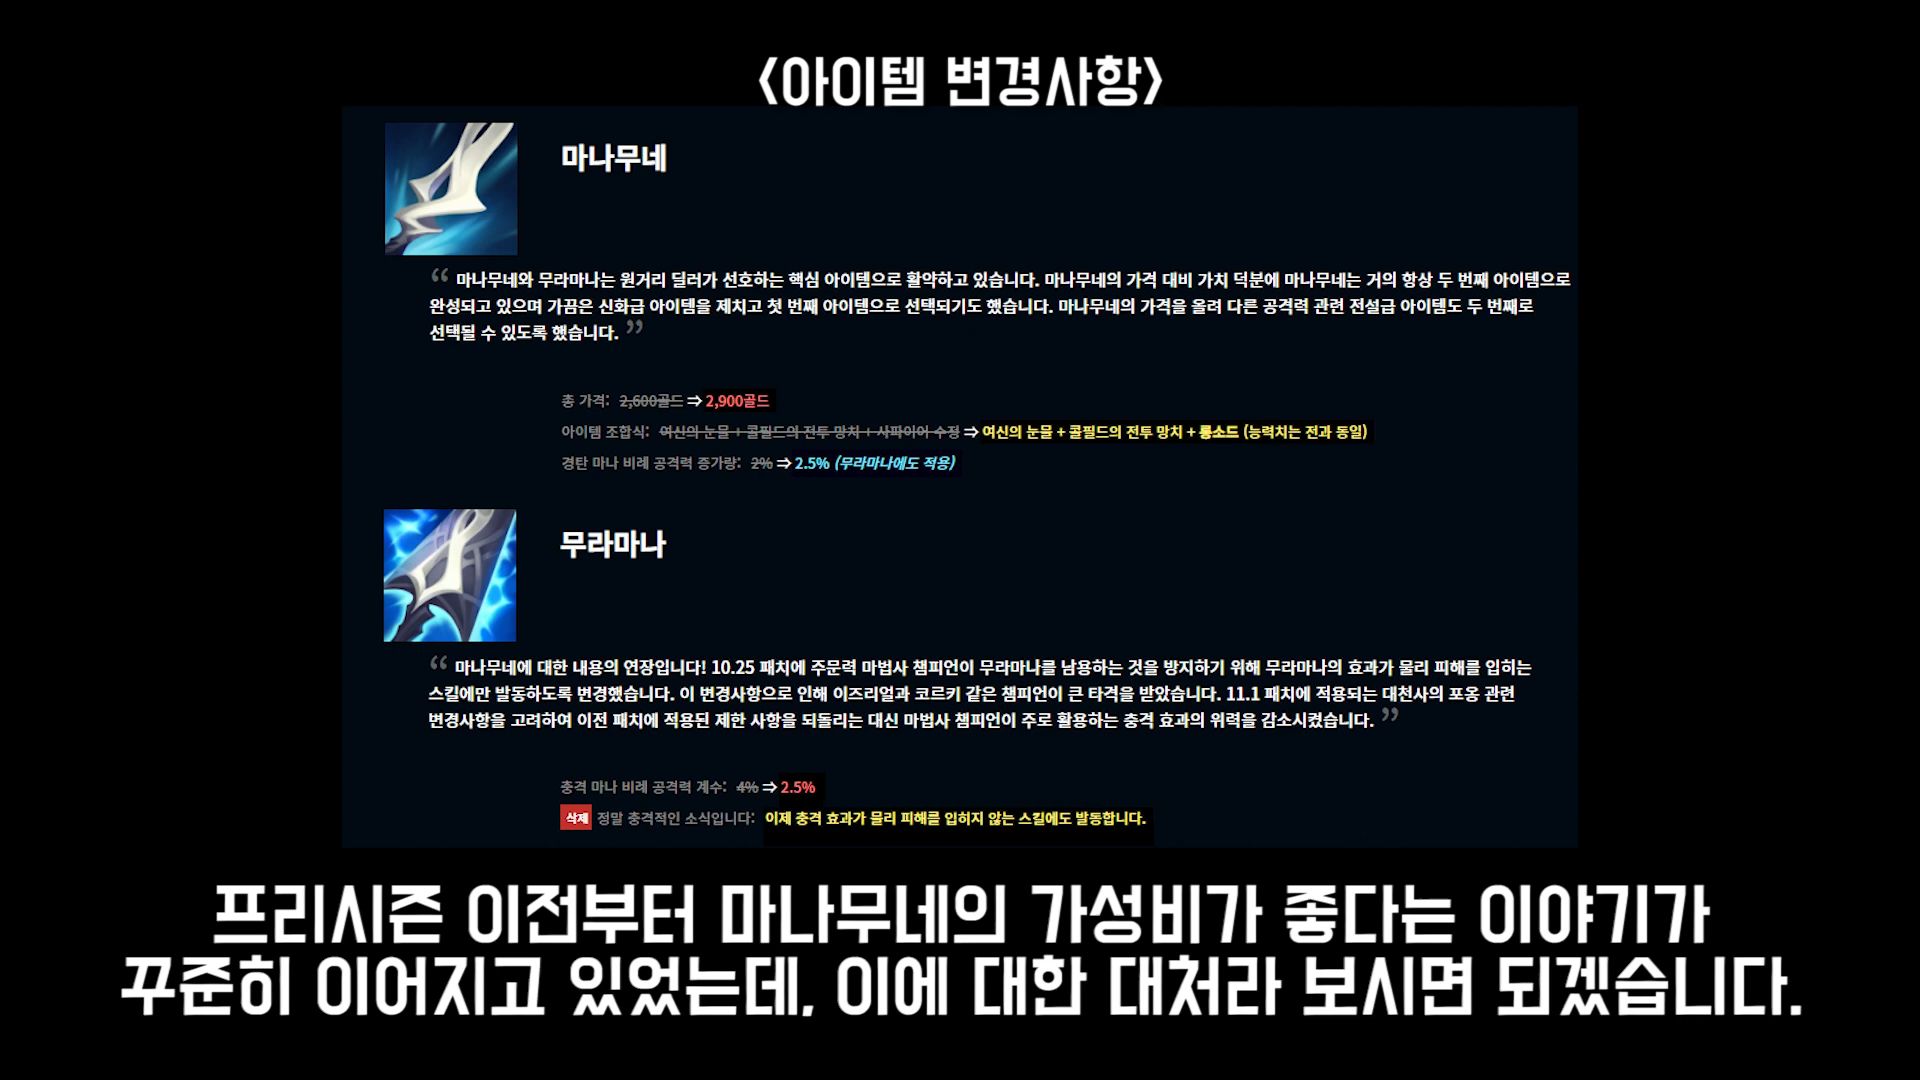 <아이템 변경사항>
마나무네
“ 마나무네와 무라마나는 원거리 딜러가 선호하는 핵심 아이템으로 활약하고 있습니다. 마나무네의 가격 대비 가치 덕분에 마나무네는 거의 항상 두 번째 아이템으로
완성되고 있으며 가끔은 신화급 아이템을 제치고 첫 번째 아이템으로 선택되기도 했습니다. 마나무네의 가격을 올려 다른 공격력 관련 전설급 아이템도 두 번째로
선택될 수 있도록 했습니다. ”
총 가격: 2,600골드 ⇒ 2,900골드
아이템 조합식: 여신의 눈물 + 콜필드의 전투 망치 + 사파이어 수정 ⇒ 여신의 눈물 + 콜필드의 전투 망치 + 롱소드 (능력치는 전과 동일)
경탄 마나 비례 공격력 증가량: 2% ⇒ 2.5% (무라마나에도 적용)
무라마나
“ 마나무네에 대한 내용의 연장입니다! 10.25 패치에 주문력 마법사 챔피언이 무라마나를 남용하는 것을 방지하기 위해 무라마나의 효과가 물리 피해를 입히는
스킬에만 발동하도록 변경했습니다. 이 변경사항으로 인해 이즈리얼과 코르키 같은 챔피언이 큰 타격을 받았습니다. 11.1 패치에 적용되는 대천사의 포옹 관련
변경사항을 고려하여 이전 패치에 적용된 제한 사항을 되돌리는 대신 마법사 챔피언이 주로 활용하는 충격 효과의 위력을 감소시켰습니다. ”
충격 마나 비례 공격력 계수: 4% ⇒ 2.5%
삭제 정말 충격적인 소식입니다: 이제 충격 효과가 물리 피해를 입히지 않는 스킬에도 발동합니다.
프리시즌 이전부터 마나무네의 가성비가 좋다는 이야기가
꾸준히 이어지고 있었는데, 이에 대한 대처라 보시면 되겠습니다.